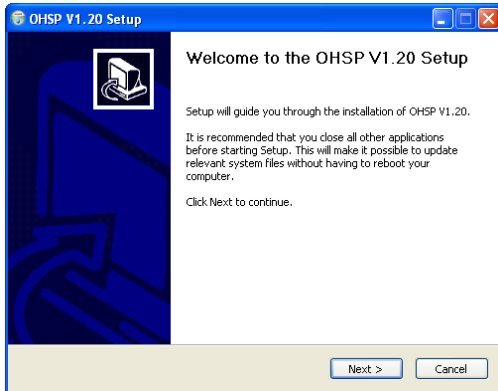 OHSP V1.20 Setup
Welcome to the OHSP V1.20 Setup
Setup will guide you through the installation of OHSP V1.20.
It is recommended that you close all other applications
before starting Setup. This will make it possible to update
relevant system files without having to reboot your
computer.
Click Next to continue.
Next >
Cancel